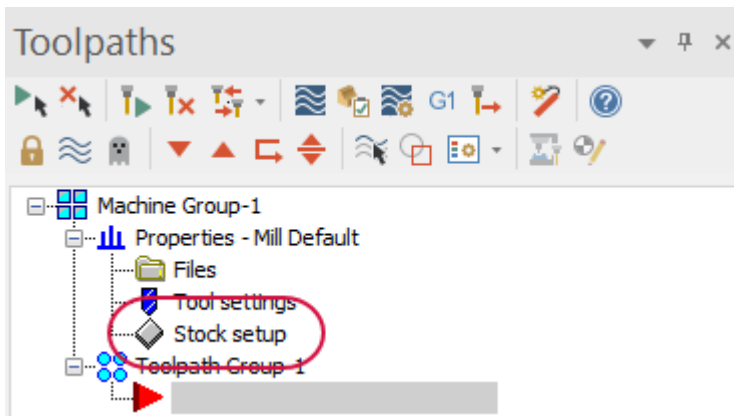 Toolpaths
G1
Machine Group-1
Properties - Mill Default
Files
Tool settings
Stock setup
Toolpath Group-1